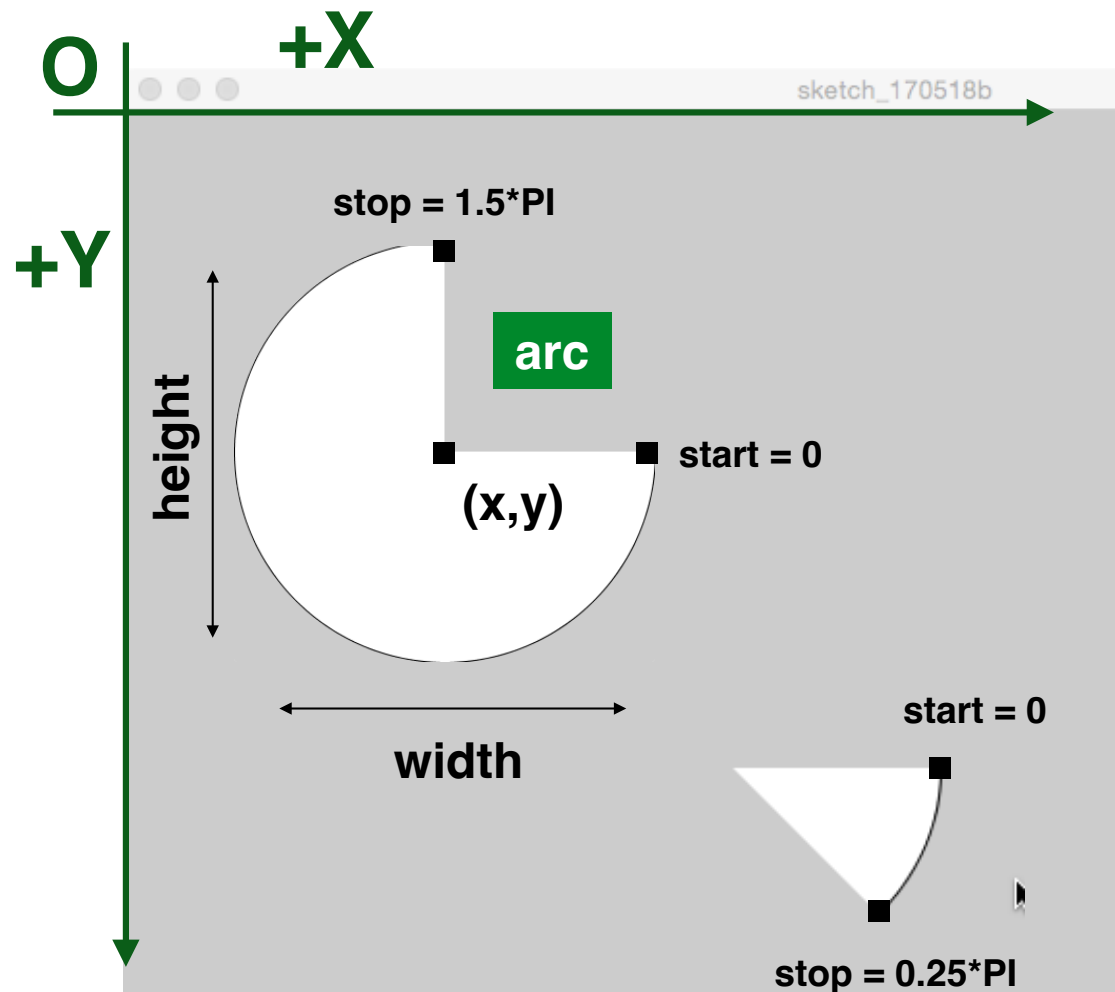 O
+X
sketch_170518b
+Y
stop = 1.5*PI
arc
height
start = 0
(x,y)
width
start = 0
stop = 0.25*PI